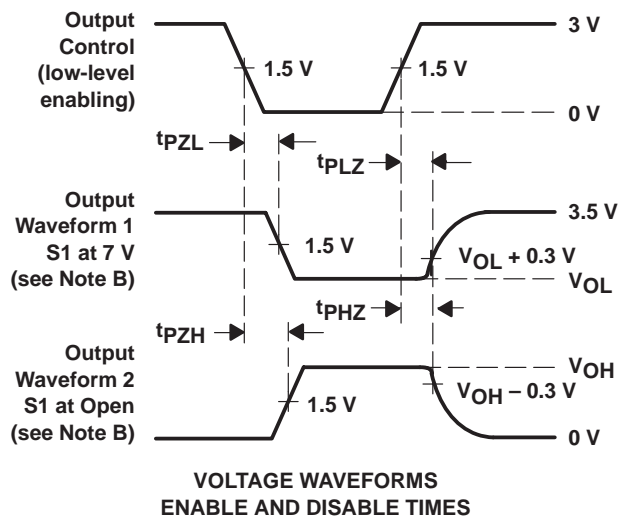 Output
Control
(low-level
enabling)
1.5 V
1.5 V
3 V
0 V
tPZL
tPLZ
Output
Waveform 1
S1 at 7 V
(see Note B)
1.5 V
3.5 V
VOL + 0.3 V
VOL
tPHZ
tPZH
Output
Waveform 2
S1 at Open
(see Note B)
1.5 V
VOH
VOH – 0.3 V
0 V
VOLTAGE WAVEFORMS
ENABLE AND DISABLE TIMES